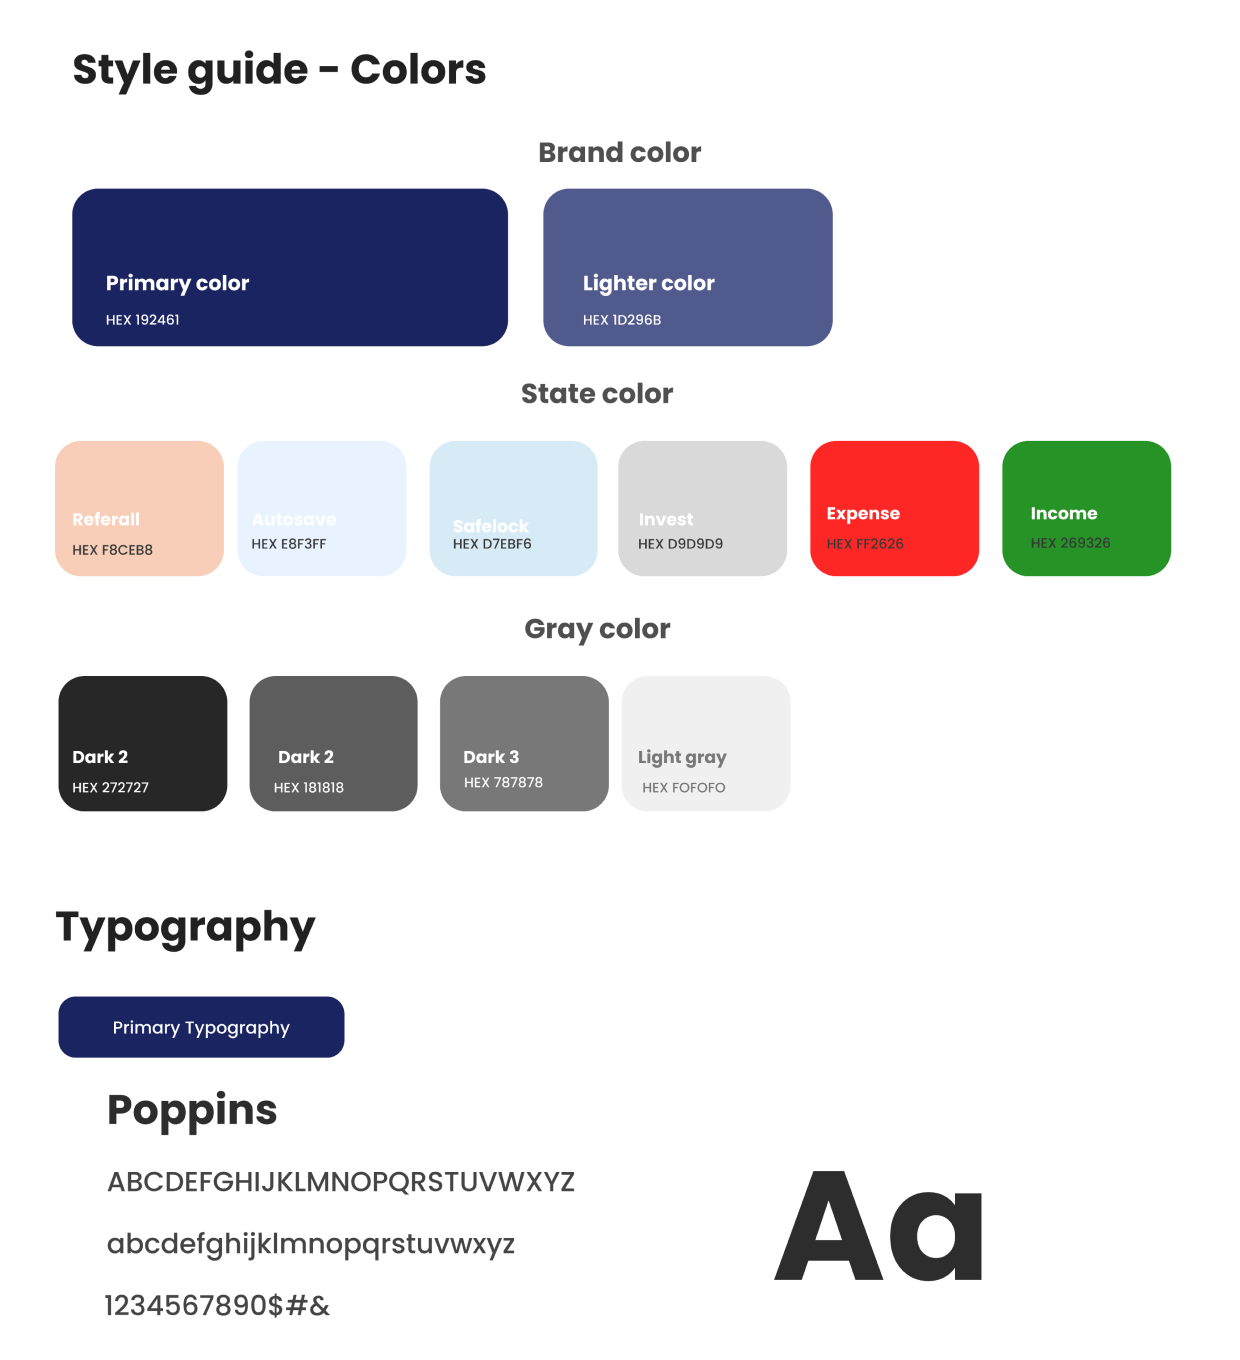 Style guide - Colors
Brand color
Primary color
HEX 192461
Lighter color
HEX 1D296B
State color
Referall
HEX F8CEB8
Autosave
HEX E8F3FF
Safelock
HEX D7EBF6
Invest
HEX D9D9D9
Expense
HEX FF2626
Income
HEX 269326
Gray color
Dark 2
HEX 272727
Dark 2
HEX 181818
Dark 3
HEX 787878
Light gray
HEX FOFOFO
Typography
Primary Typography
Poppins
ABCDEFGHIJKLMNOPQRSTUVWXYZ
abcdefghijklmnopqrstuvwxyz
1234567890$#&
Aa